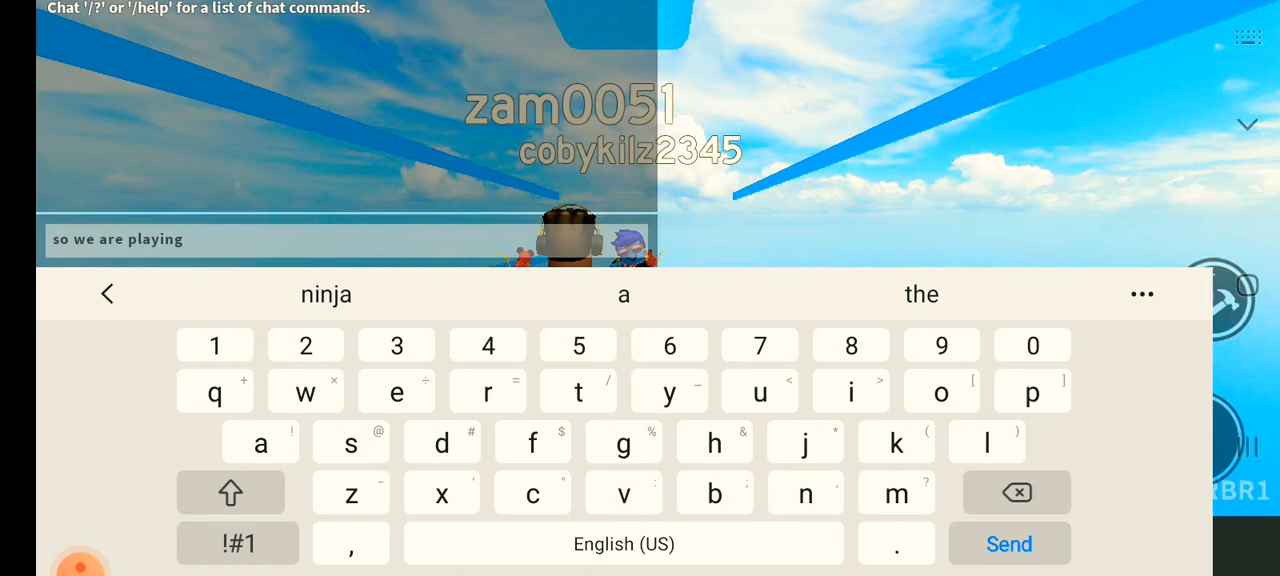 Chat '/?' or '/help' for a list of chat commands.
zam0051
cobykilz2345
so we are playing
ninja a the
1 2 3 4 5 6 7 8 9 0
q + w × e ÷ r = t / y _ u < i > o [ p ]
a ! s @ d # f $ g % h & j * k ( l )
z - x ' c " v : b ; n , m ?
RBR1
!#1 , English (US) . Send